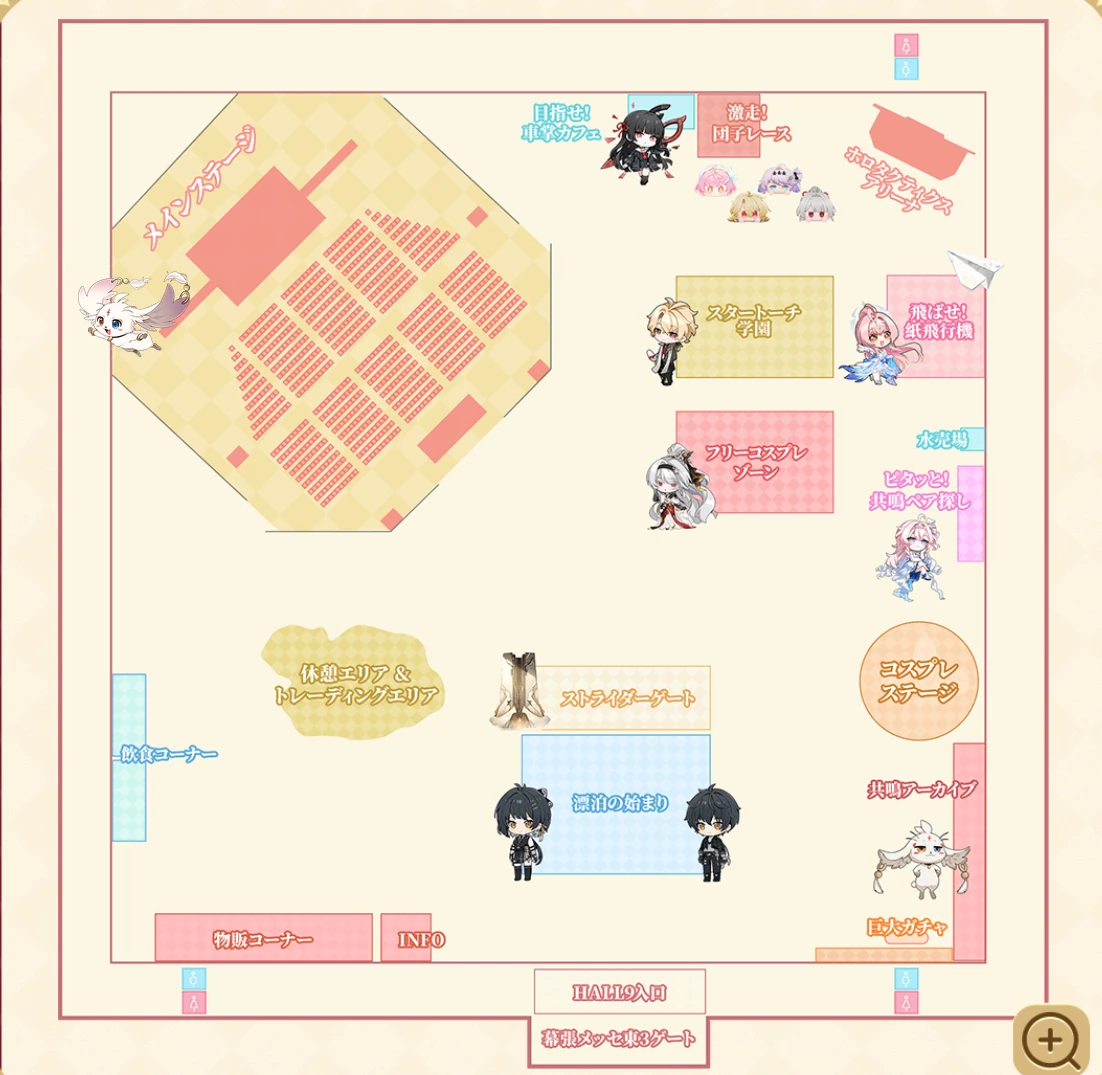 メインステージ
目指せ!
車掌カフェ
激走!
団子レース
ホロタクティクス
アリーナ
スタートーチ
学園
飛ばせ!
紙飛行機
フリーコスプレ
ゾーン
水売場
ピタッと!
共鳴ペア探し
休憩エリア &
トレーディングエリア
ストライダーゲート
コスプレ
ステージ
飲食コーナー
漂泊の始まり
共鳴アーカイブ
巨大ガチャ
物販コーナー
INFO
HALL9入口
幕張メッセ東3ゲート